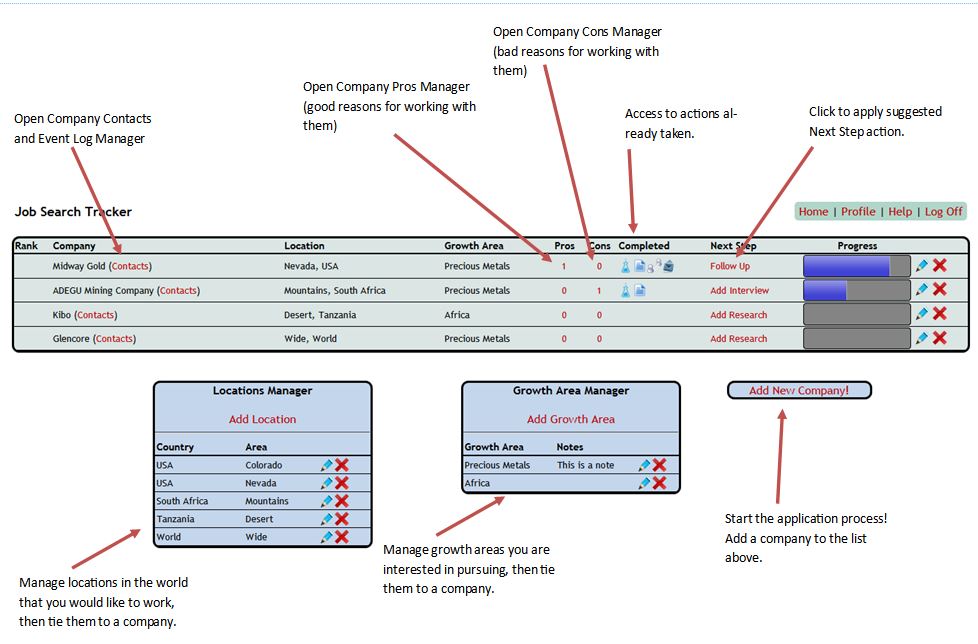 Open Company Cons Manager
(bad reasons for working with
them)
Open Company Pros Manager
(good reasons for working with
them)
Access to actions al-
ready taken.
Click to apply suggested
Next Step action.
Open Company Contacts
and Event Log Manager
Job Search Tracker
Home | Profile | Help | Log Off
Rank Company Location Growth Area Pros Cons Completed Next Step Progress
Midway Gold (Contacts) Nevada, USA Precious Metals 1 0 Follow Up
ADEGU Mining Company (Contacts) Mountains, South Africa Precious Metals 0 1 Add Interview
Kibo (Contacts) Desert, Tanzania Africa 0 0 Add Research
Glencore (Contacts) Wide, World Precious Metals 0 0 Add Research
Locations Manager
Add Location
Country Area
USA Colorado
USA Nevada
South Africa Mountains
Tanzania Desert
World Wide
Growth Area Manager
Add Growth Area
Growth Area Notes
Precious Metals This is a note
Africa
Add New Company!
Start the application process!
Add a company to the list
above.
Manage growth areas you are
interested in pursuing, then tie
them to a company.
Manage locations in the world
that you would like to work,
then tie them to a company.